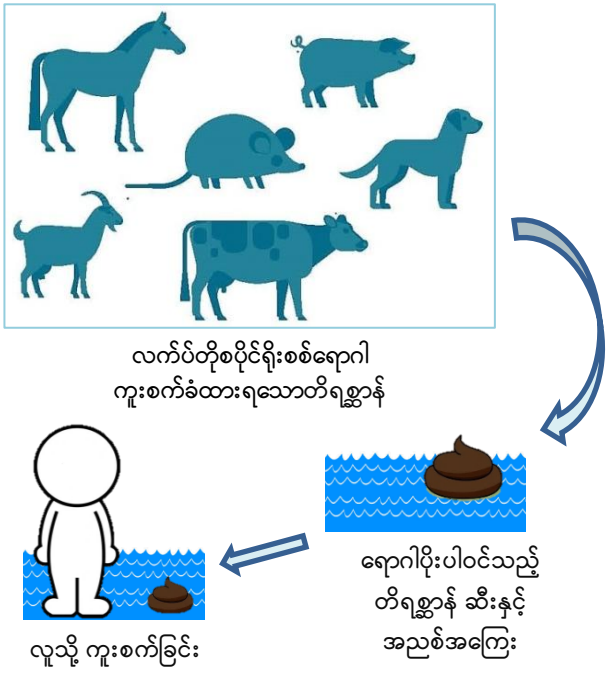 လက်ပ်တိုစပိုင်ရိုးစစ်ရောဂါ
ကူးစက်ခံထားရသောတိရစ္ဆာန်
ရောဂါပိုးပါဝင်သည့်
တိရစ္ဆာန် ဆီးနှင့်
အညစ်အကြေး
လူသို့ ကူးစက်ခြင်း